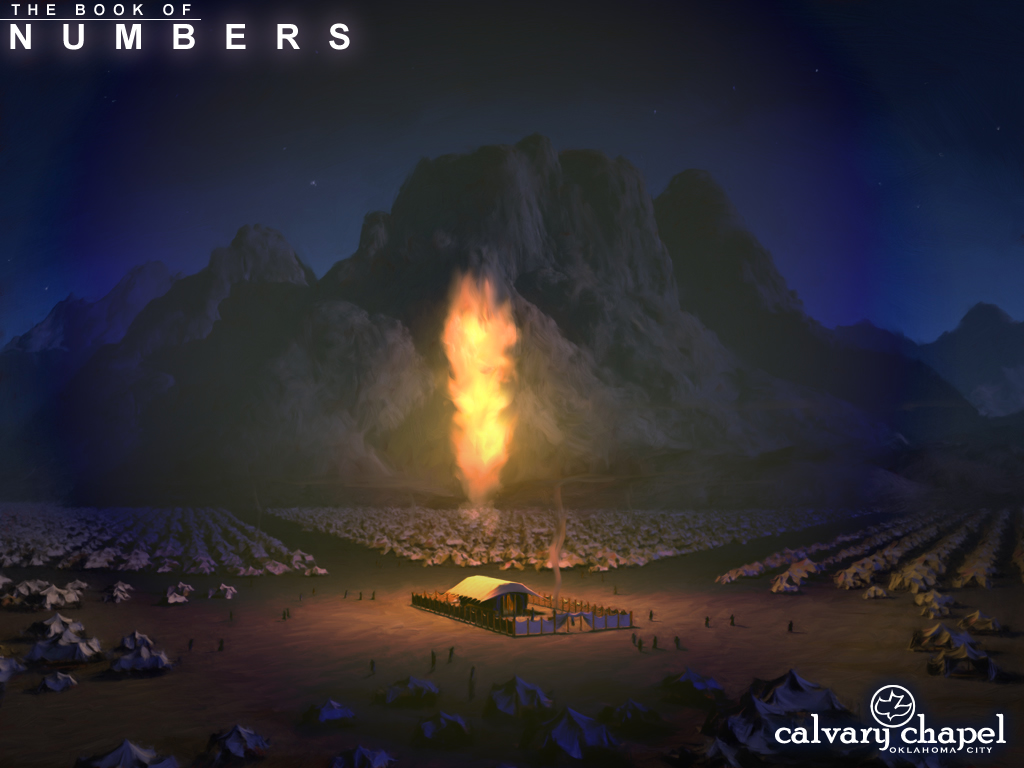 THE BOOK OF
NUMBERS
calvary chapel
OKLAHOMA CITY